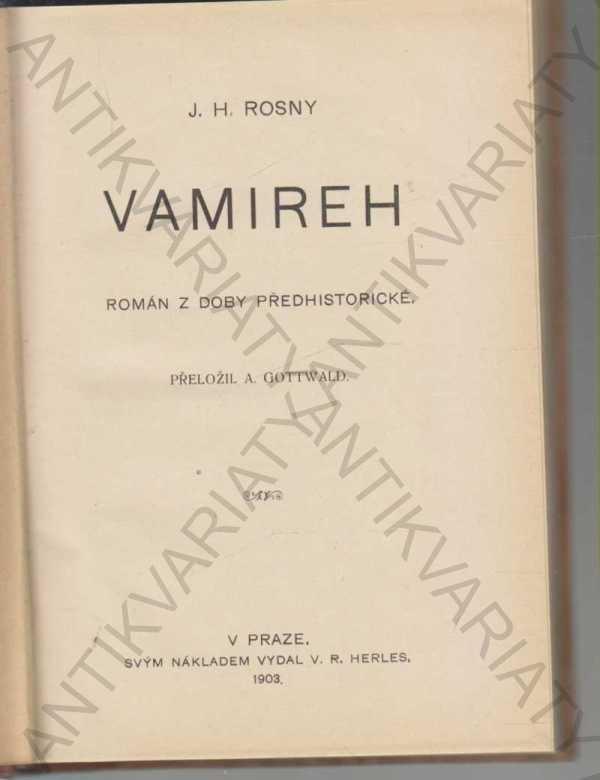 J. H. ROSNY
VAMIREH
ROMÁN Z DOBY PŘEDHISTORICKÉ.
PŘELOŽIL A. GOTTWALD.
V PRAZE.
SVÝM NÁKLADEM VYDAL V. R. HERLES.
1903.
ANTIKVARIATY
ANTIKVARIATY
ANTIKVARIATY
ANTIKVARIATY